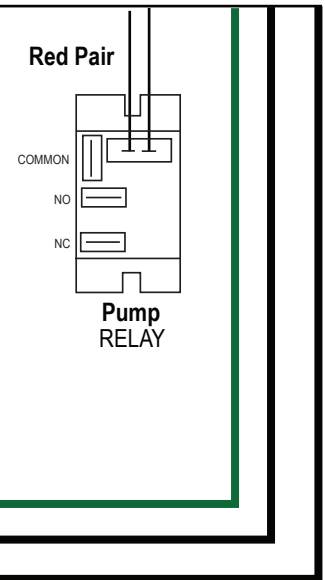 Red Pair
COMMON
NO
NC
Pump
RELAY